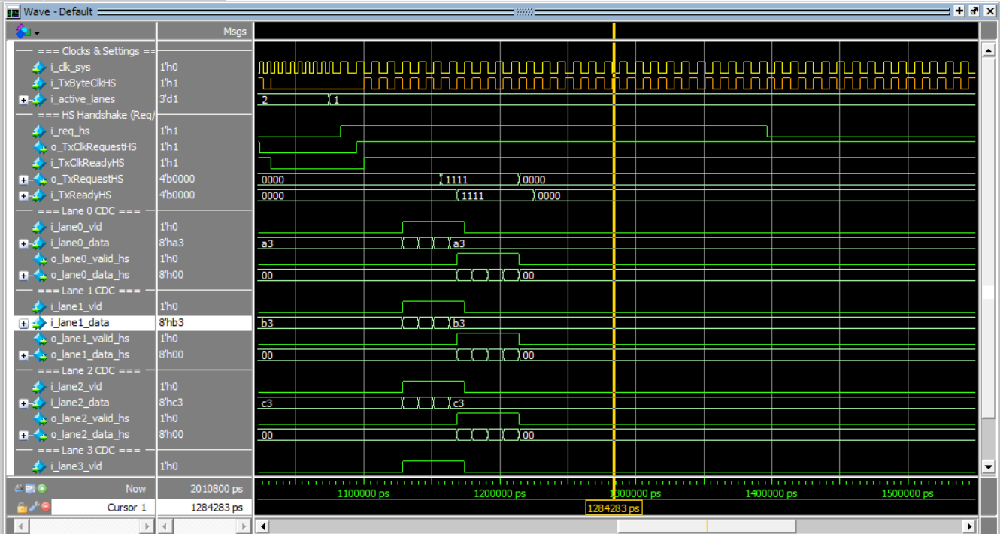 Wave - Default
Msgs
=== Clocks & Settings ==
i_clk_sys 1'h0
i_TxByteClkHS 1'h1
i_active_lanes 3'd1 2 1
=== HS Handshake (Req/
i_req_hs 1'h1
o_TxClkRequestHS 1'h1
i_TxClkReadyHS 1'h1
o_TxRequestHS 4'b0000 0000 1111 0000
i_TxReadyHS 4'b0000 0000 1111 0000
=== Lane 0 CDC ===
i_lane0_vld 1'h0
i_lane0_data 8'ha3 a3 a3
o_lane0_valid_hs 1'h0
o_lane0_data_hs 8'h00 00 00
=== Lane 1 CDC ===
i_lane1_vld 1'h0
i_lane1_data 8'hb3 b3 b3
o_lane1_valid_hs 1'h0
o_lane1_data_hs 8'h00 00 00
=== Lane 2 CDC ===
i_lane2_vld 1'h0
i_lane2_data 8'hc3 c3 c3
o_lane2_valid_hs 1'h0
o_lane2_data_hs 8'h00 00 00
=== Lane 3 CDC ===
i_lane3_vld 1'h0
Now 2010800 ps 1100000 ps 1200000 ps 1300000 ps 1400000 ps 1500000 ps
Cursor 1 1284283 ps 1284283 ps